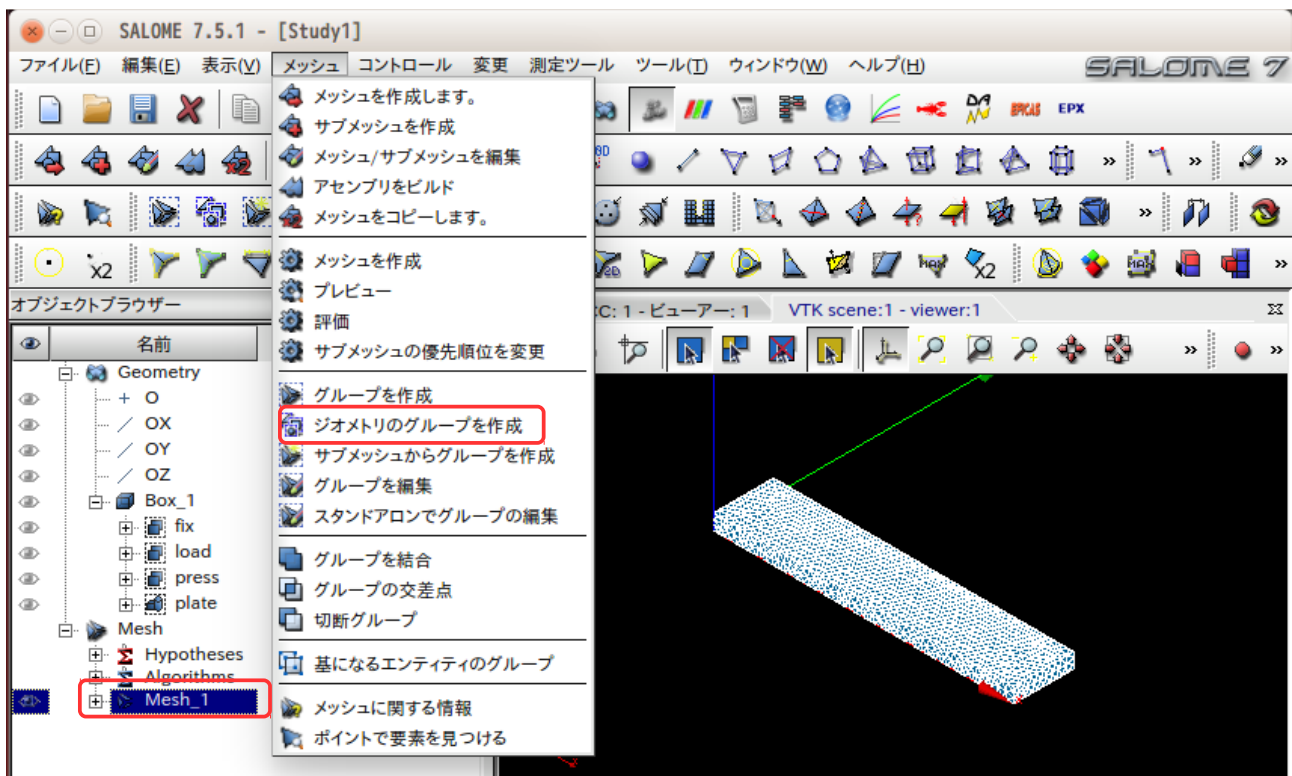 SALOME 7.5.1 - [Study1]
ファイル(F) 編集(E) 表示(V) メッシュ コントロール 変更 測定ツール ツール(T) ウィンドウ(W) ヘルプ(H) SALOME 7
メッシュを作成します。
サブメッシュを作成
メッシュ/サブメッシュを編集
アセンブリをビルド
メッシュをコピーします。
メッシュを作成
プレビュー
評価
サブメッシュの優先順位を変更
グループを作成
ジオメトリのグループを作成
サブメッシュからグループを作成
グループを編集
スタンドアロンでグループの編集
グループを結合
グループの交差点
切断グループ
基になるエンティティのグループ
メッシュに関する情報
ポイントで要素を見つける
EPX
x2
MAX
x2
MAX
オブジェクトブラウザー
CC: 1 - ビューアー: 1
VTK scene:1 - viewer:1
名前
Geometry
O
OX
OY
OZ
Box_1
fix
load
press
plate
Mesh
Hypotheses
Algorithms
Mesh_1